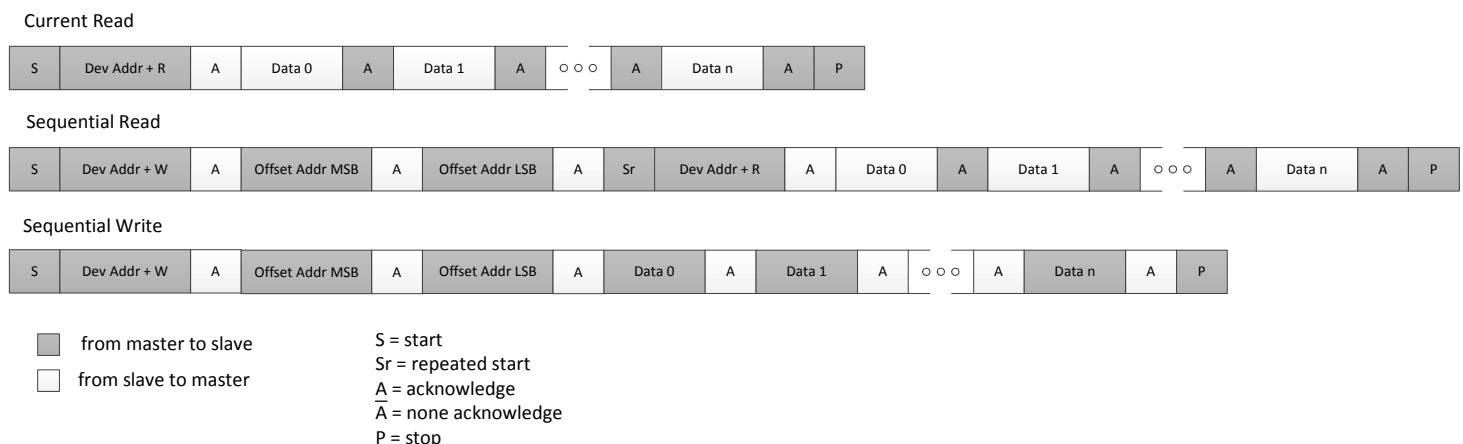 Current Read
S Dev Addr + R A Data 0 A Data 1 A ○ ○ ○ A Data n A P
Sequential Read
S Dev Addr + W A Offset Addr MSB A Offset Addr LSB A Sr Dev Addr + R A Data 0 A Data 1 A ○ ○ ○ A Data n A P
Sequential Write
S Dev Addr + W A Offset Addr MSB A Offset Addr LSB A Data 0 A Data 1 A ○ ○ ○ A Data n A P
from master to slave
from slave to master
S = start
Sr = repeated start
A = acknowledge
A̅ = none acknowledge
P = stop